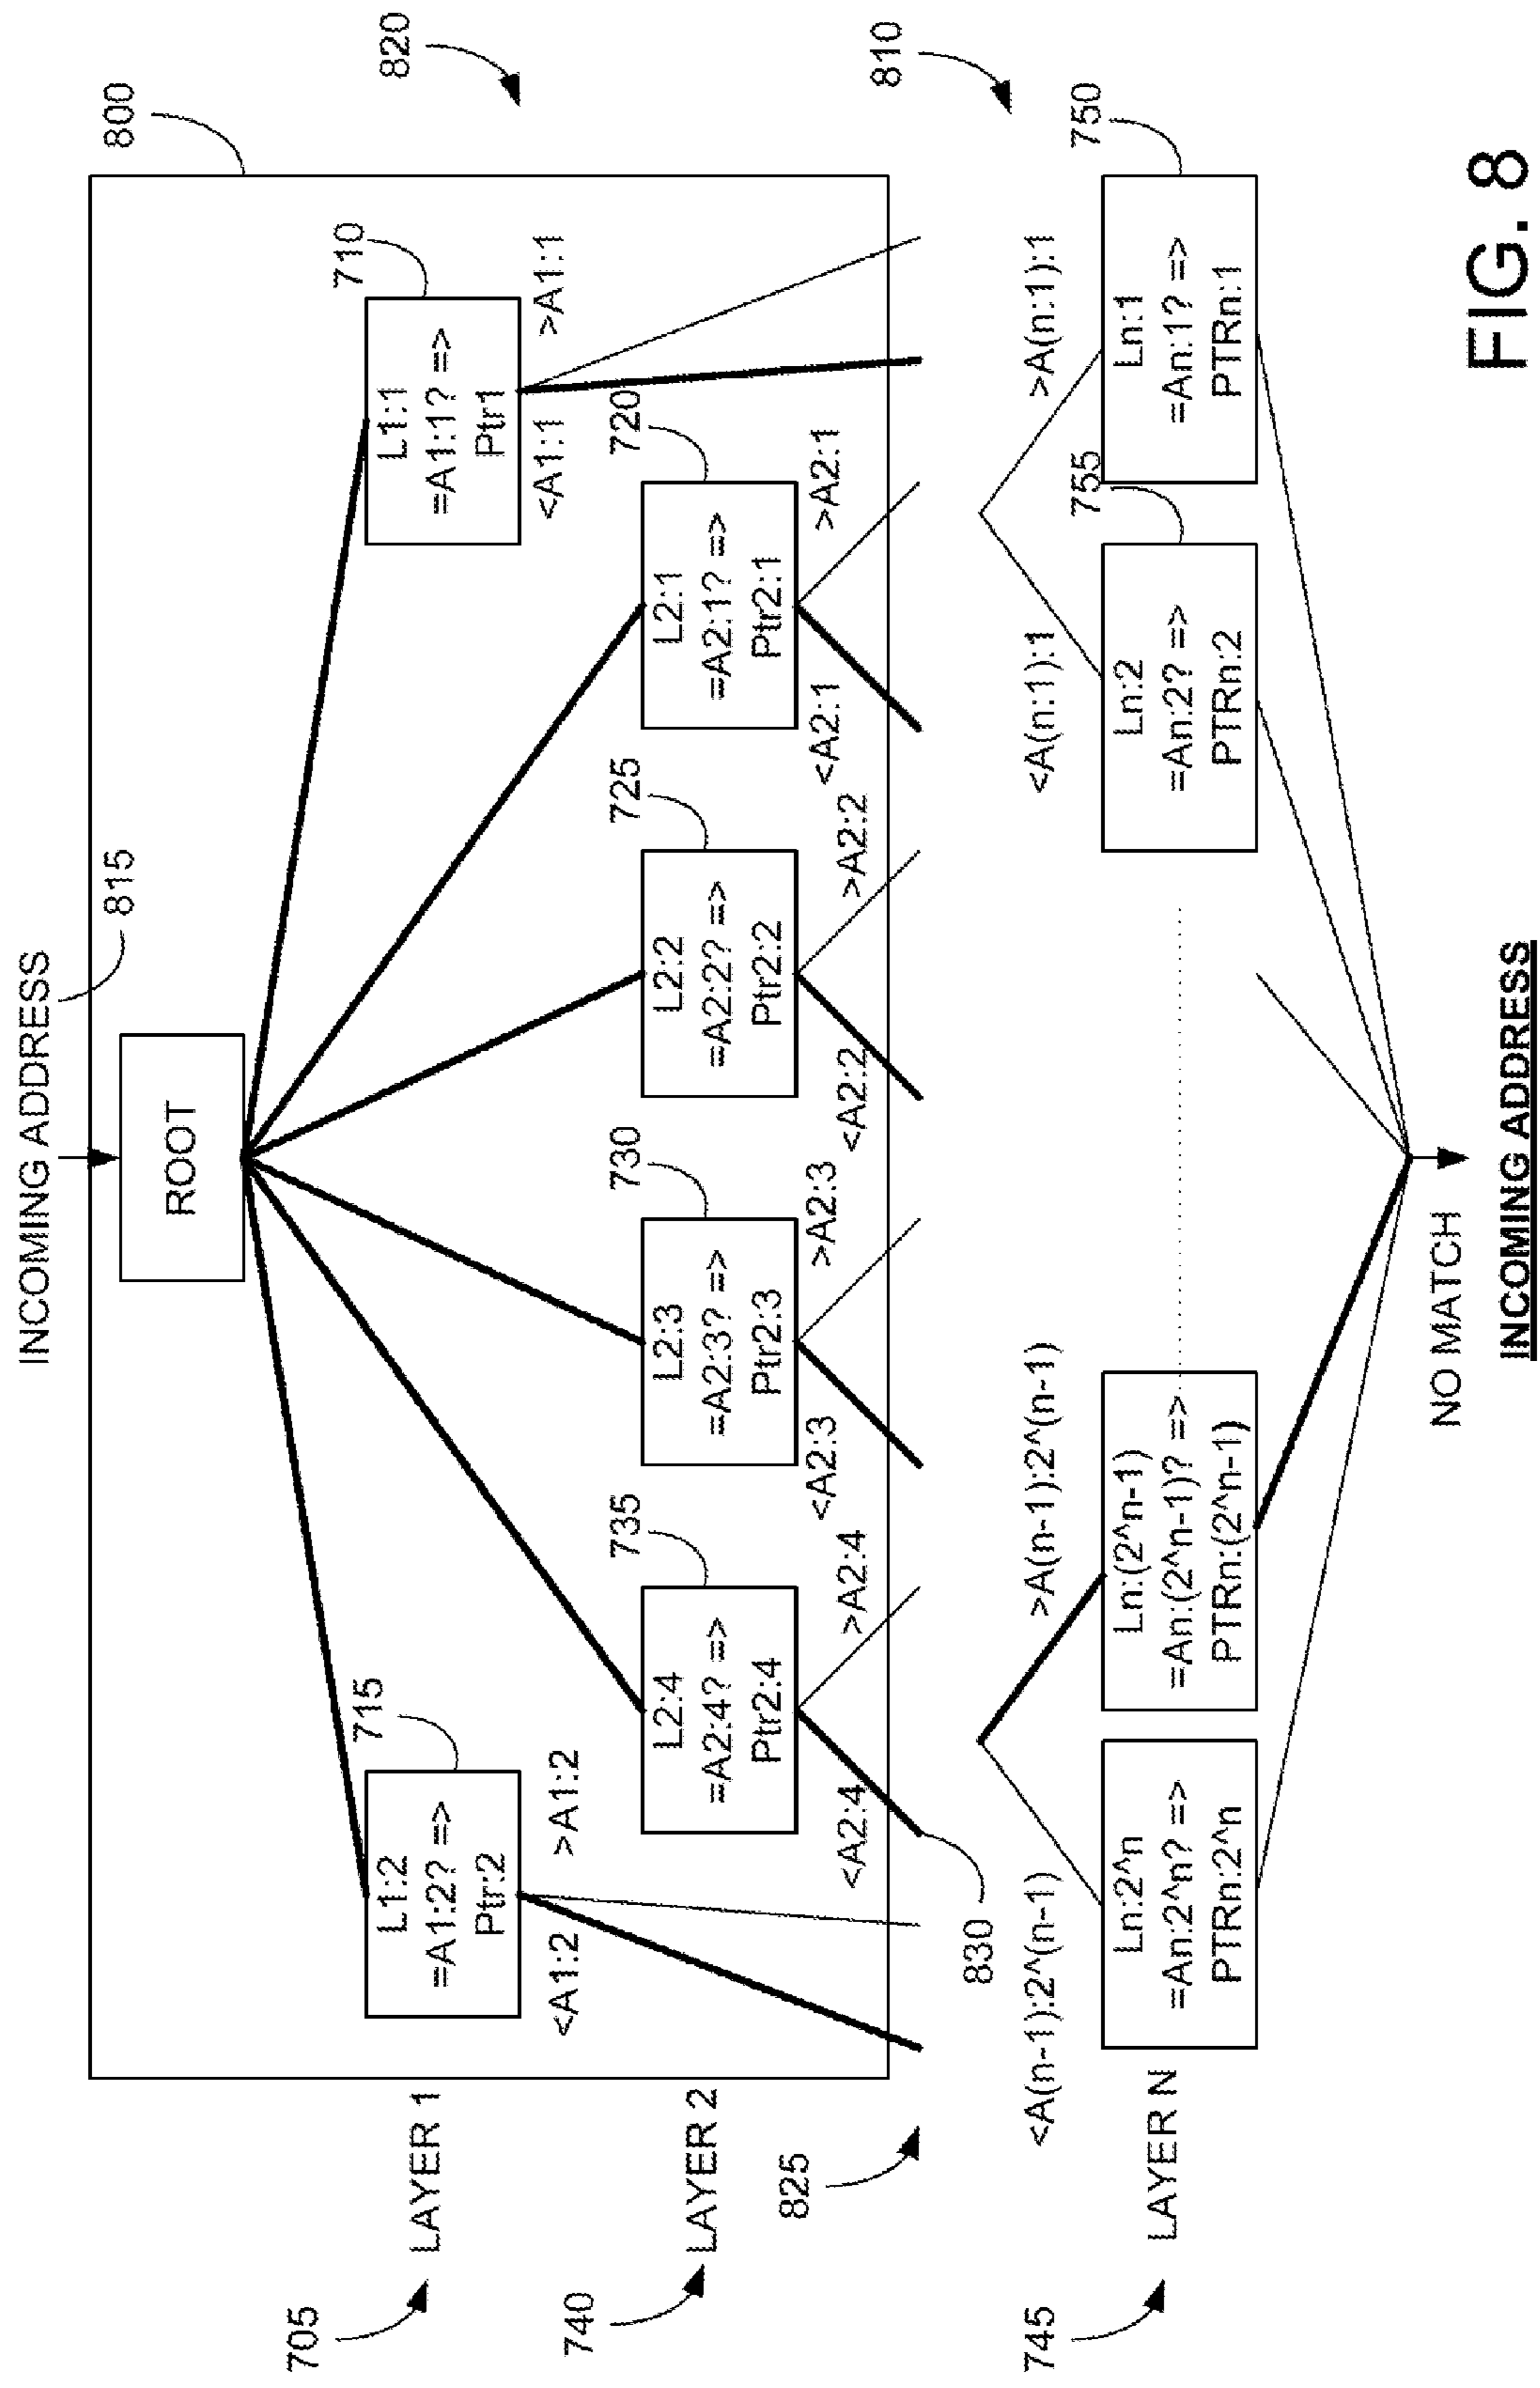 INCOMING ADDRESS
815
800
820
ROOT
705
LAYER 1
715
L1:2
=A1:2? =>
Ptr:2
<A1:2
>A1:2
710
L1:1
=A1:1? =>
Ptr1
<A1:1
>A1:1
740
LAYER 2
735
L2:4
=A2:4? =>
Ptr2:4
<A2:4
>A2:4
730
L2:3
=A2:3? =>
Ptr2:3
<A2:3
>A2:3
725
L2:2
=A2:2? =>
Ptr2:2
<A2:2
>A2:2
720
L2:1
=A2:1? =>
Ptr2:1
<A2:1
>A2:1
825
830
810
745
LAYER N
<A(n-1):2^(n-1)
>A(n-1):2^(n-1)
<A(n:1):1
>A(n:1):1
Ln:2^n
=An:2^n? =>
PTRn:2^n
Ln:(2^n-1)
=An:(2^n-1)? =>
PTRn:(2^n-1)
755
Ln:2
=An:2? =>
PTRn:2
750
Ln:1
=An:1? =>
PTRn:1
NO MATCH
INCOMING ADDRESS
FIG. 8